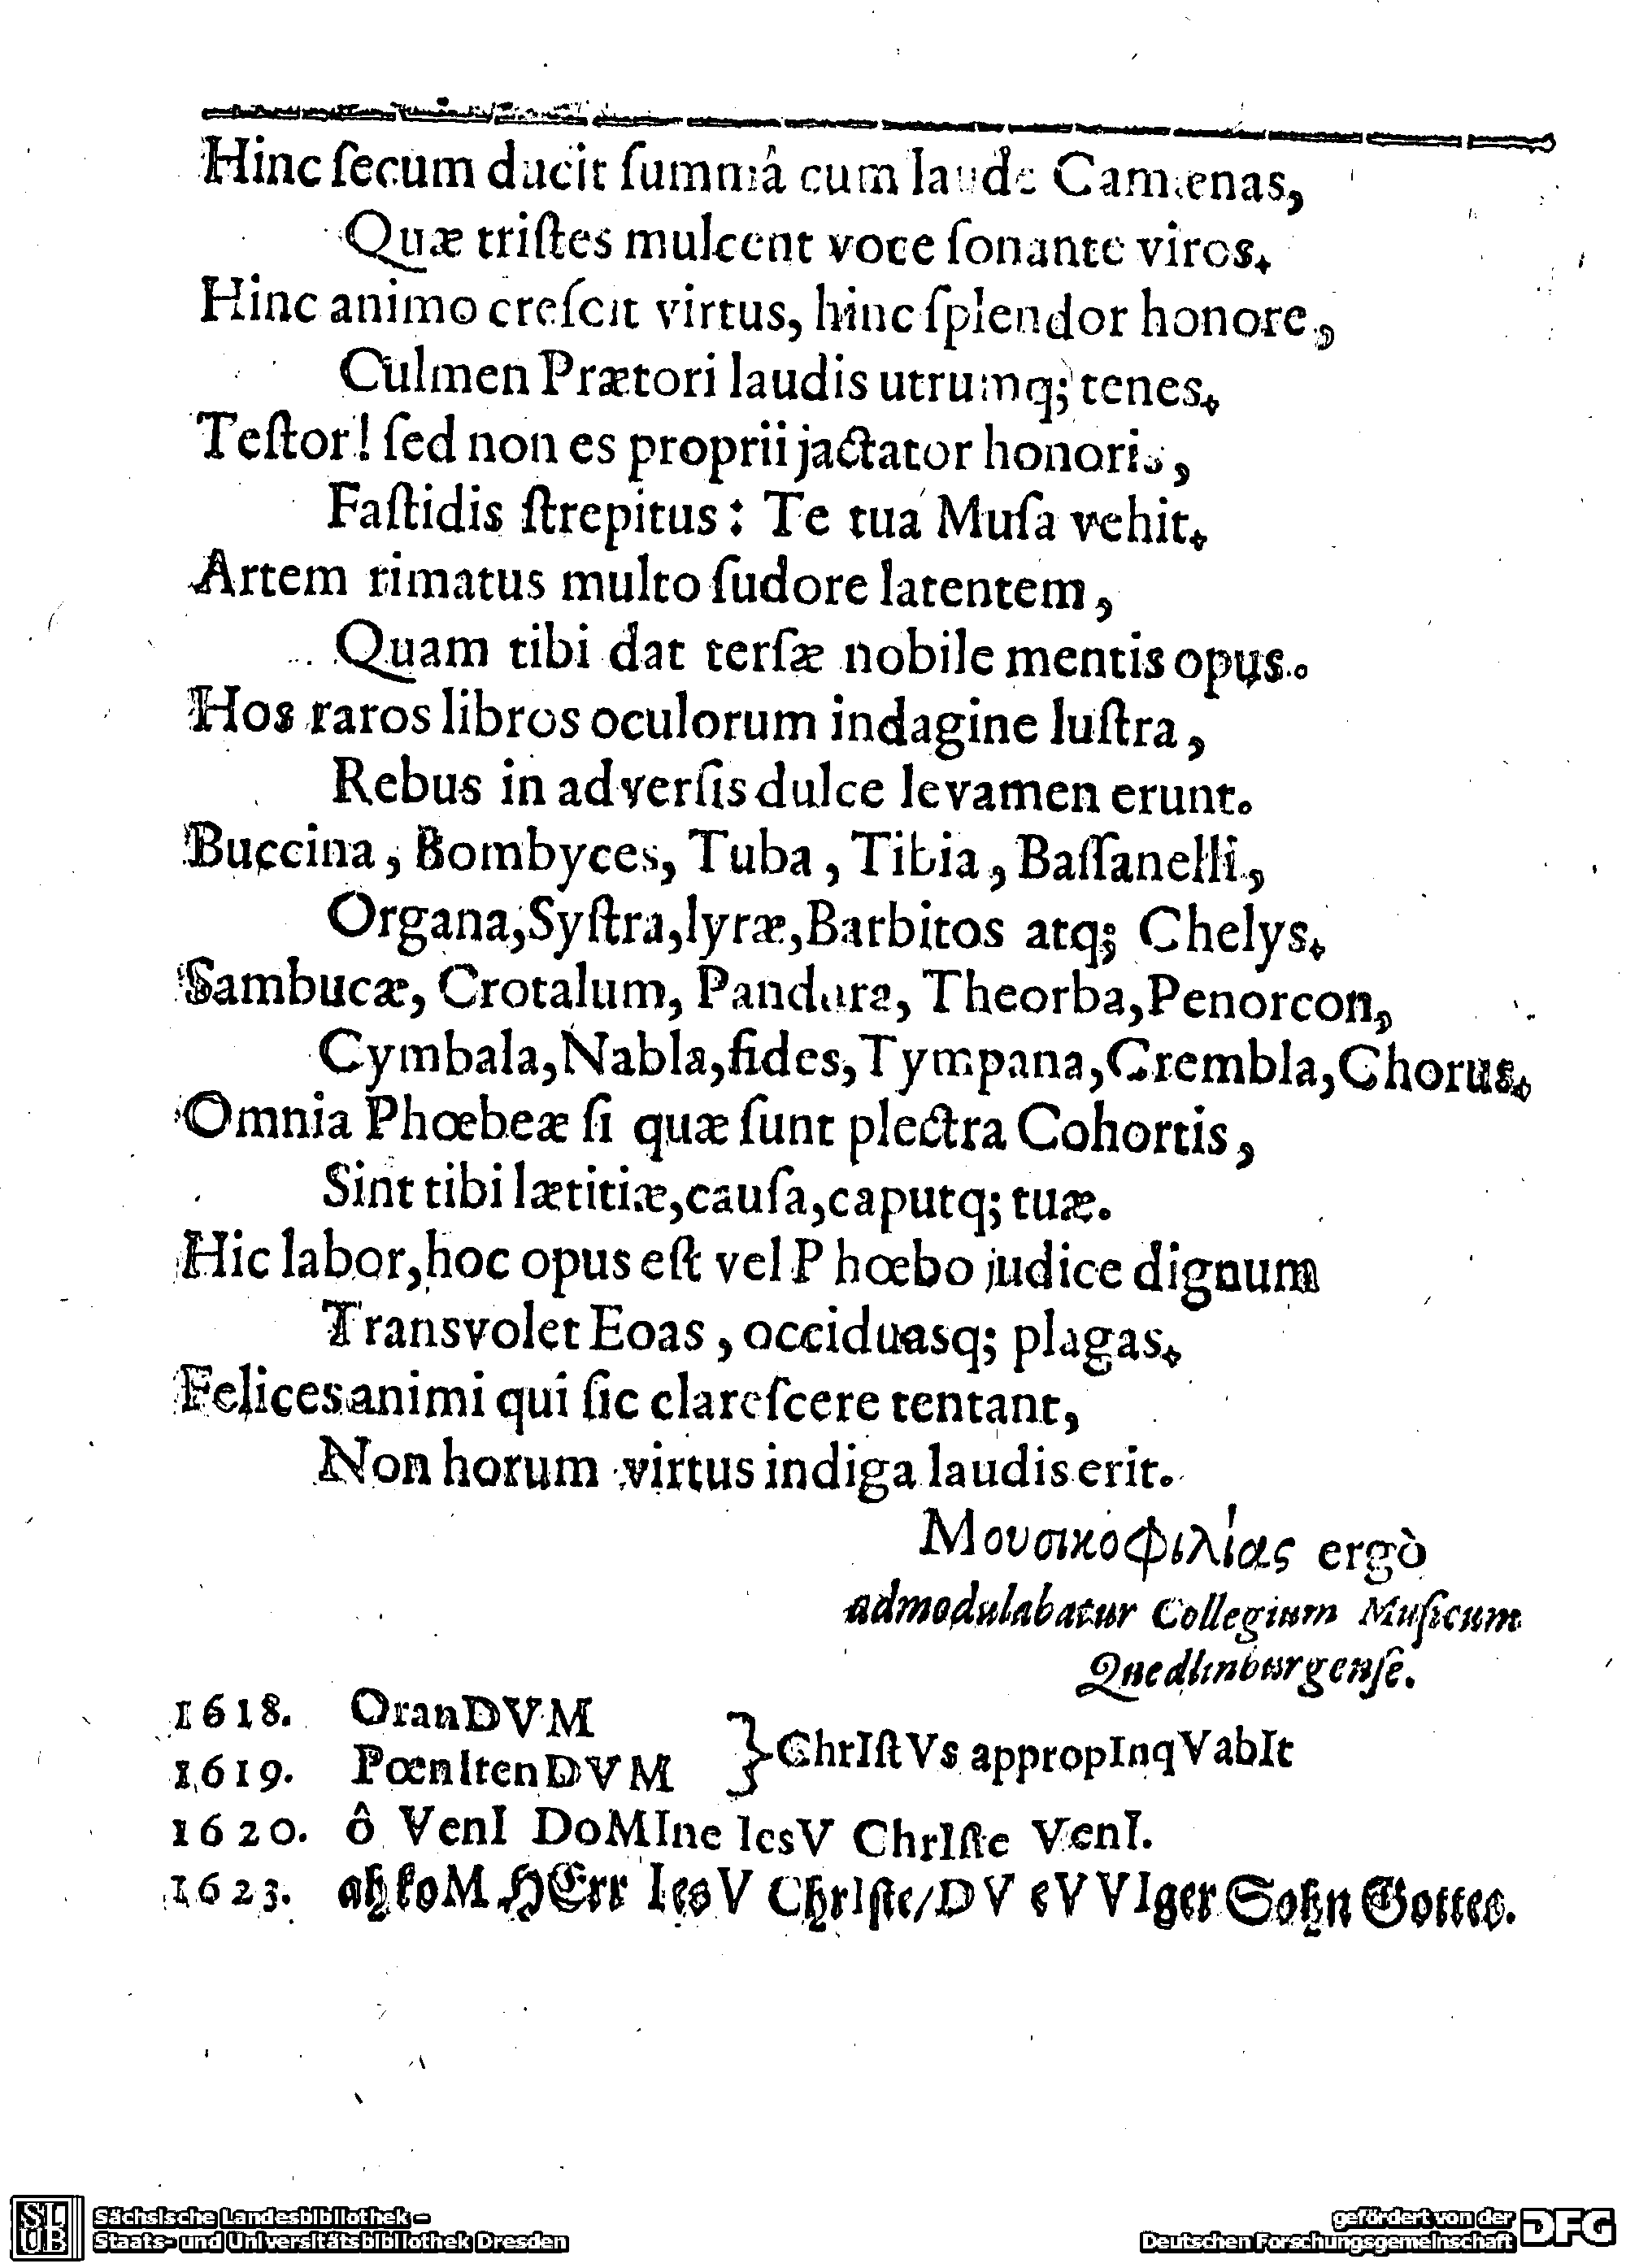 Hinc ſecum ducit ſummâ cum laude Camœnas,
Quæ triſtes mulcent voce ſonante viros.
Hinc animo creſcit virtus, hinc ſplendor honore,
Culmen Prætori laudis utrumq; tenes.
Teſtor! ſed non es proprii jactator honoris,
Faſtidis ſtrepitus: Te tua Muſa vehit.
Artem rimatus multo ſudore latentem,
Quam tibi dat terſæ nobile mentis opus.
Hos raros libros oculorum indagine luſtra,
Rebus in adverſis dulce levamen erunt.
Buccina, Bombyces, Tuba, Tibia, Baſſanelli,
Organa, Syſtra, lyræ, Barbitos atq; Chelys.
Sambucæ, Crotalum, Pandura, Theorba, Penorcon,
Cymbala, Nabla, fides, Tympana, Crembla, Chorus.
Omnia Phœbeæ ſi quæ ſunt plectra Cohortis,
Sint tibi lætitiæ, cauſa, caputq; tuæ.
Hic labor, hoc opus eſt vel Phœbo judice dignum
Transvolet Eoas, occiduasq; plagas.
Felices animi qui ſic clareſcere tentant,
Non horum virtus indiga laudis erit.
Μουσικοφιλίας ergò
admodulabatur Collegium Muſicum
Quedlinburgenſe.
1618. OranDVM
1619. PœnItenDVM } ChrIſtVs appropInqVabIt
1620. ô VenI DoMIne IesV ChrIſte VenI.
1623. ah koM HErr IesV ChrIſte/ DV eVVIger Sohn Gottes.
SLUB Sächsische Landesbibliothek –
Staats- und Universitätsbibliothek Dresden
gefördert von der
Deutschen Forschungsgemeinschaft DFG